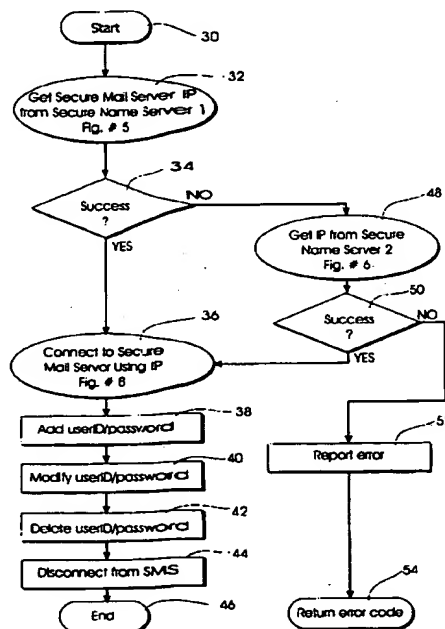 Start
30
32
Get Secure Mail Server IP
from Secure Name Server 1
Fig. # 5
34
Success
?
NO
YES
48
Get IP from Secure
Name Server 2
Fig. # 6
50
Success
?
NO
YES
36
Connect to Secure
Mail Server Using IP
Fig. # 8
38
Add userID/password
40
Modify userID/password
42
Delete userID/password
44
Disconnect from SMS
End
46
5
Report error
54
Return error code